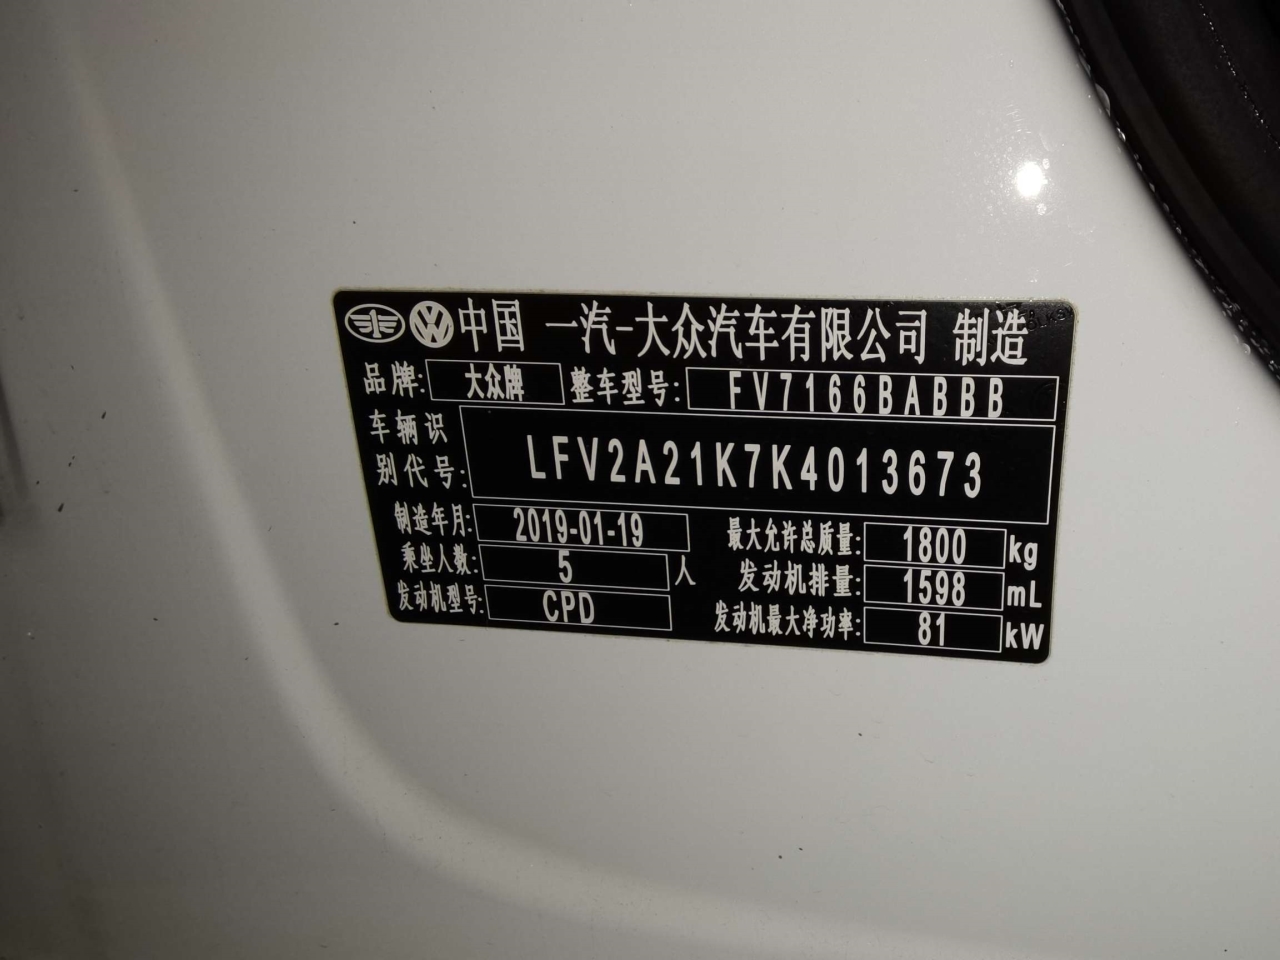 中国 一汽-大众汽车有限公司 制造
品牌: 大众牌 整车型号: FV7166BABBB
车辆识别代号: LFV2A21K7K4013673
制造年月: 2019-01-19 最大允许总质量: 1800 kg
乘坐人数: 5 人 发动机排量: 1598 mL
发动机型号: CPD 发动机最大净功率: 81 kW